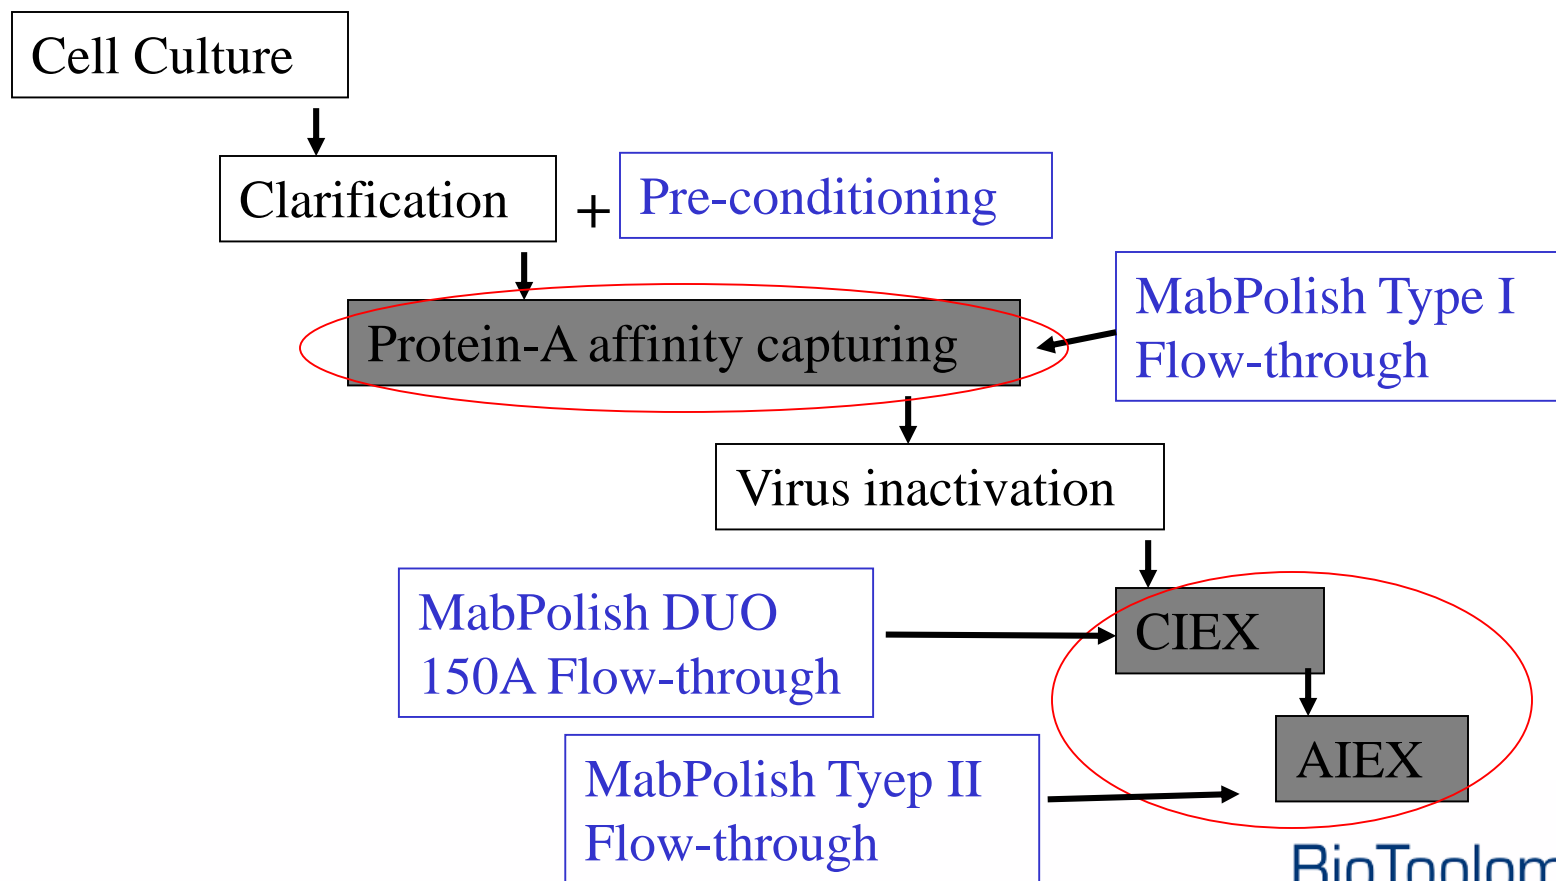 Cell Culture
Clarification
+
Pre-conditioning
Protein-A affinity capturing
MabPolish Type I
Flow-through
Virus inactivation
MabPolish DUO
150A Flow-through
CIEX
AIEX
MabPolish Tyep II
Flow-through